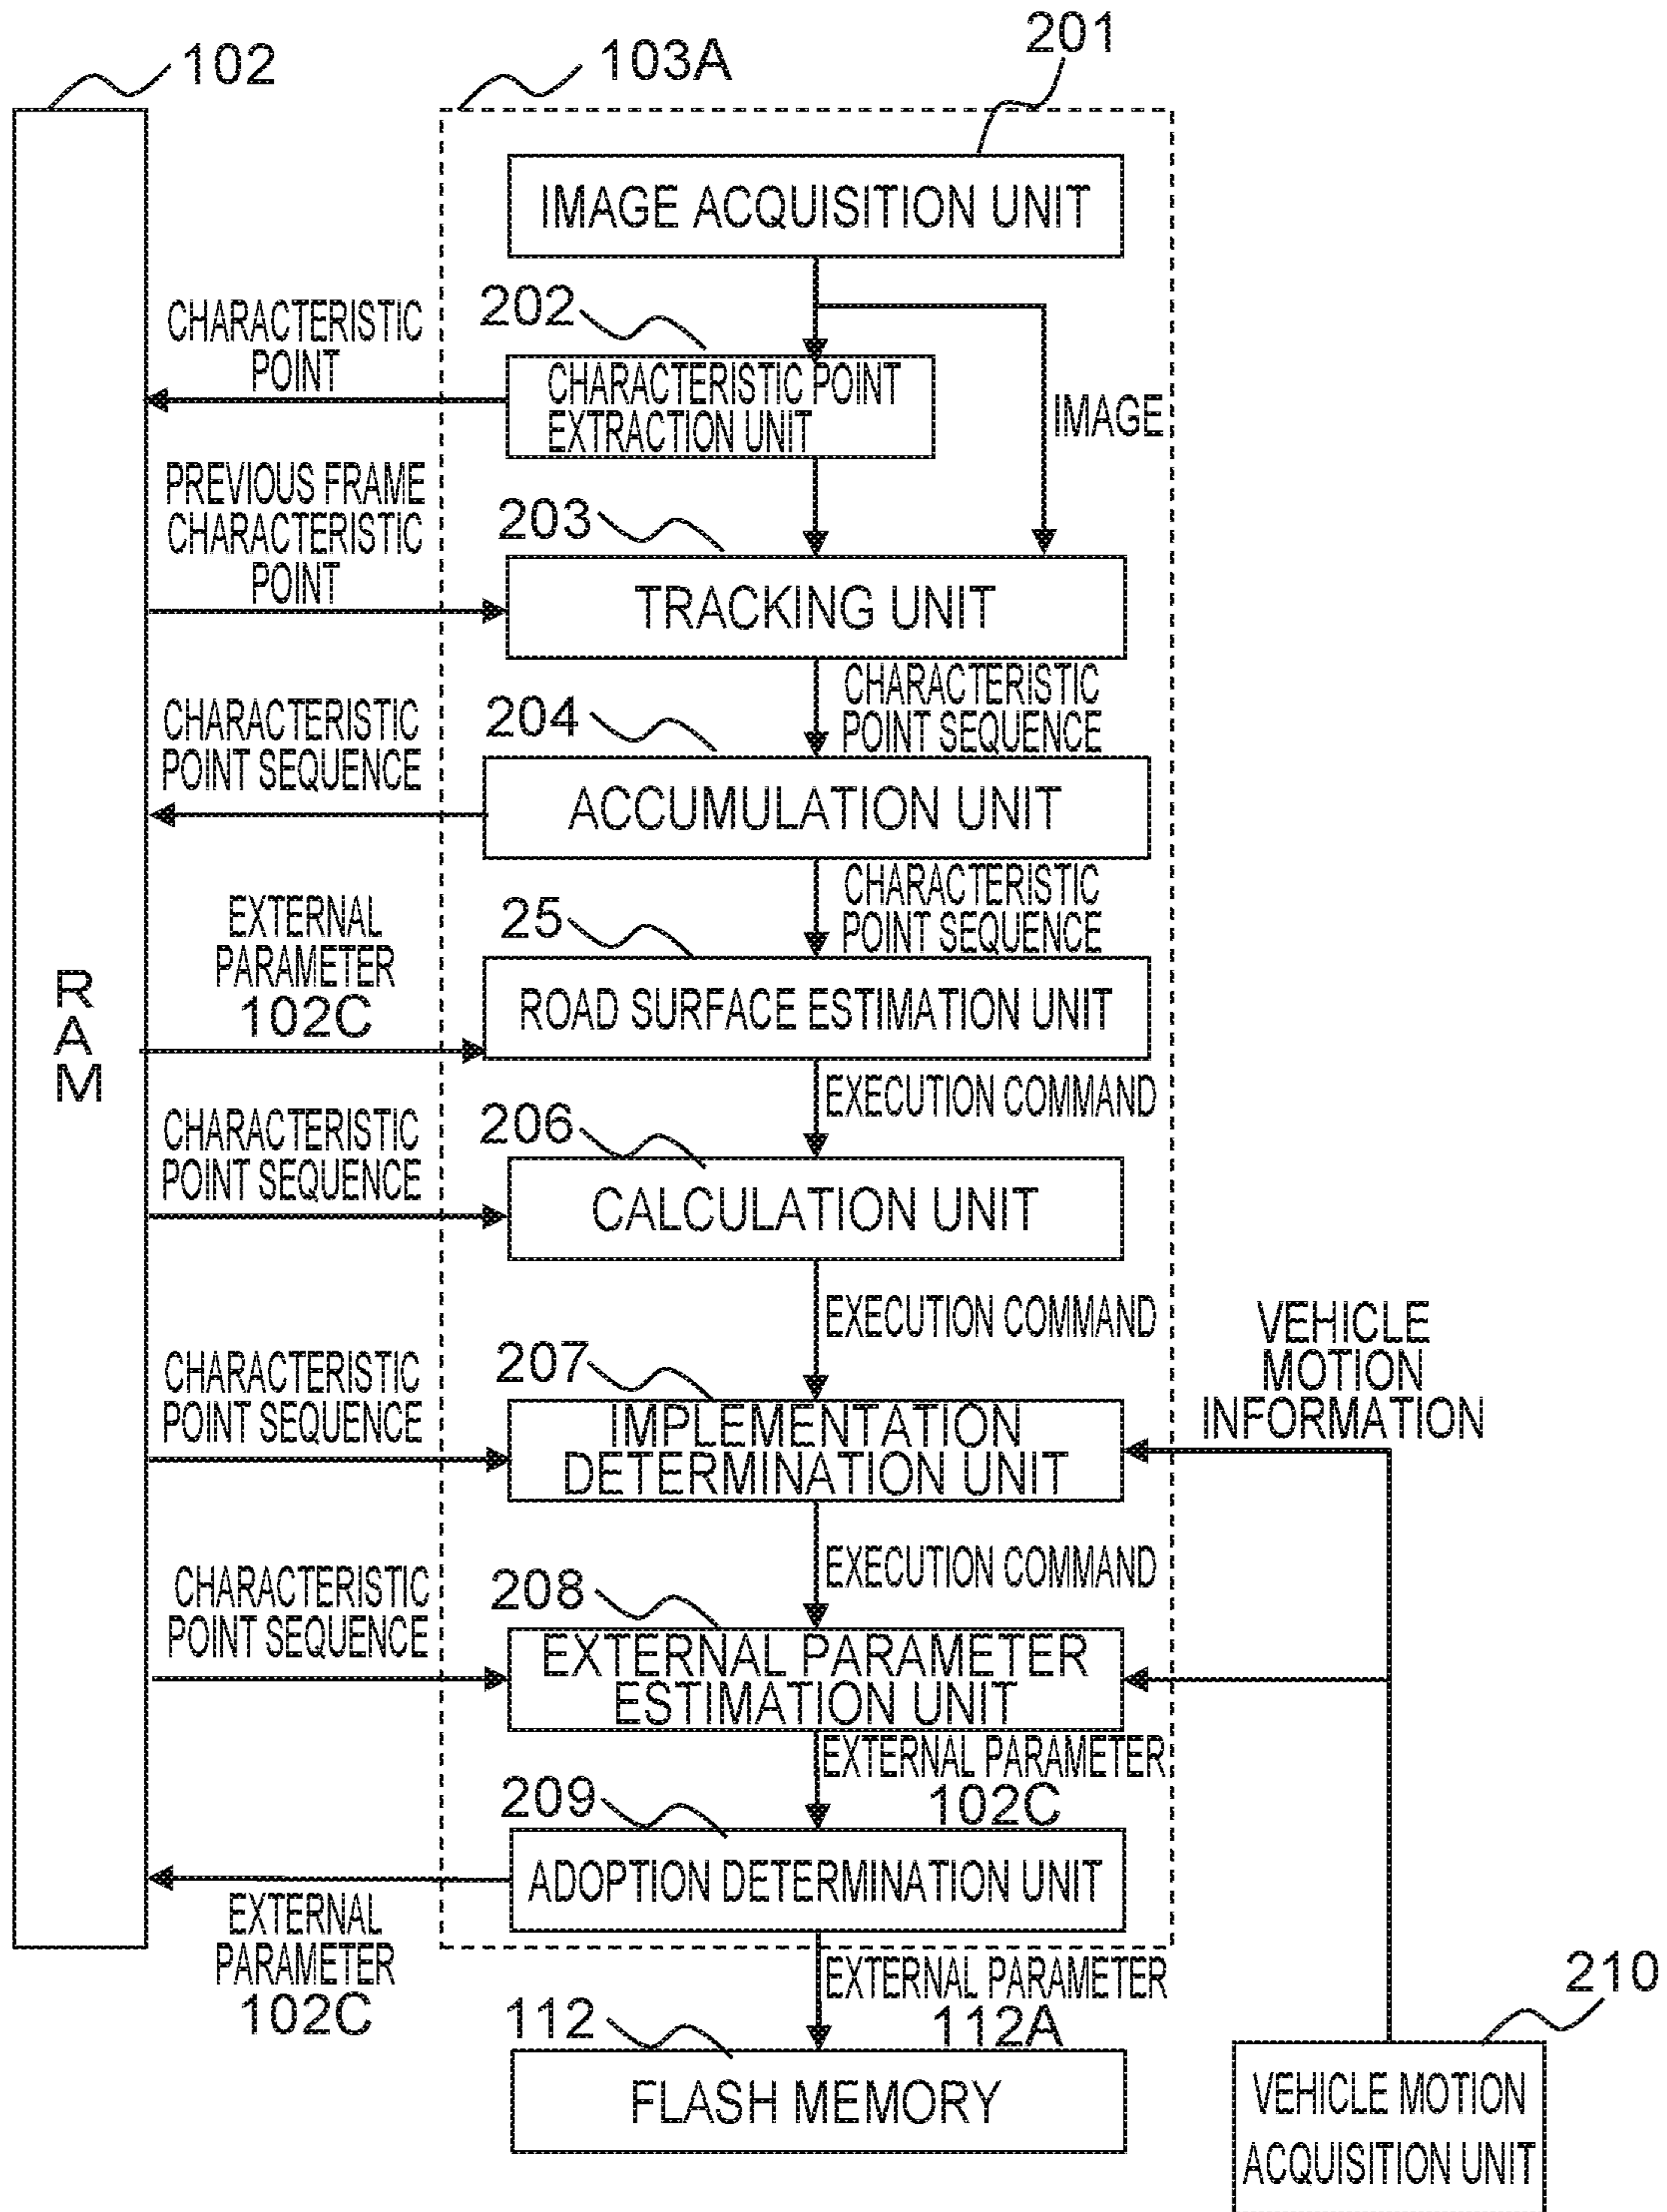 201
102
103A
IMAGE ACQUISITION UNIT
202
CHARACTERISTIC
POINT
CHARACTERISTIC POINT
EXTRACTION UNIT
IMAGE
PREVIOUS FRAME
CHARACTERISTIC
POINT
203
TRACKING UNIT
CHARACTERISTIC
POINT SEQUENCE
204
CHARACTERISTIC
POINT SEQUENCE
ACCUMULATION UNIT
CHARACTERISTIC
POINT SEQUENCE
25
EXTERNAL
PARAMETER
102C
ROAD SURFACE ESTIMATION UNIT
R
A
M
EXECUTION COMMAND
206
CHARACTERISTIC
POINT SEQUENCE
CALCULATION UNIT
EXECUTION COMMAND
VEHICLE
MOTION
INFORMATION
207
CHARACTERISTIC
POINT SEQUENCE
IMPLEMENTATION
DETERMINATION UNIT
EXECUTION COMMAND
208
CHARACTERISTIC
POINT SEQUENCE
EXTERNAL PARAMETER
ESTIMATION UNIT
EXTERNAL PARAMETER
102C
209
ADOPTION DETERMINATION UNIT
EXTERNAL
PARAMETER
102C
EXTERNAL PARAMETER
112A
112
FLASH MEMORY
210
VEHICLE MOTION
ACQUISITION UNIT